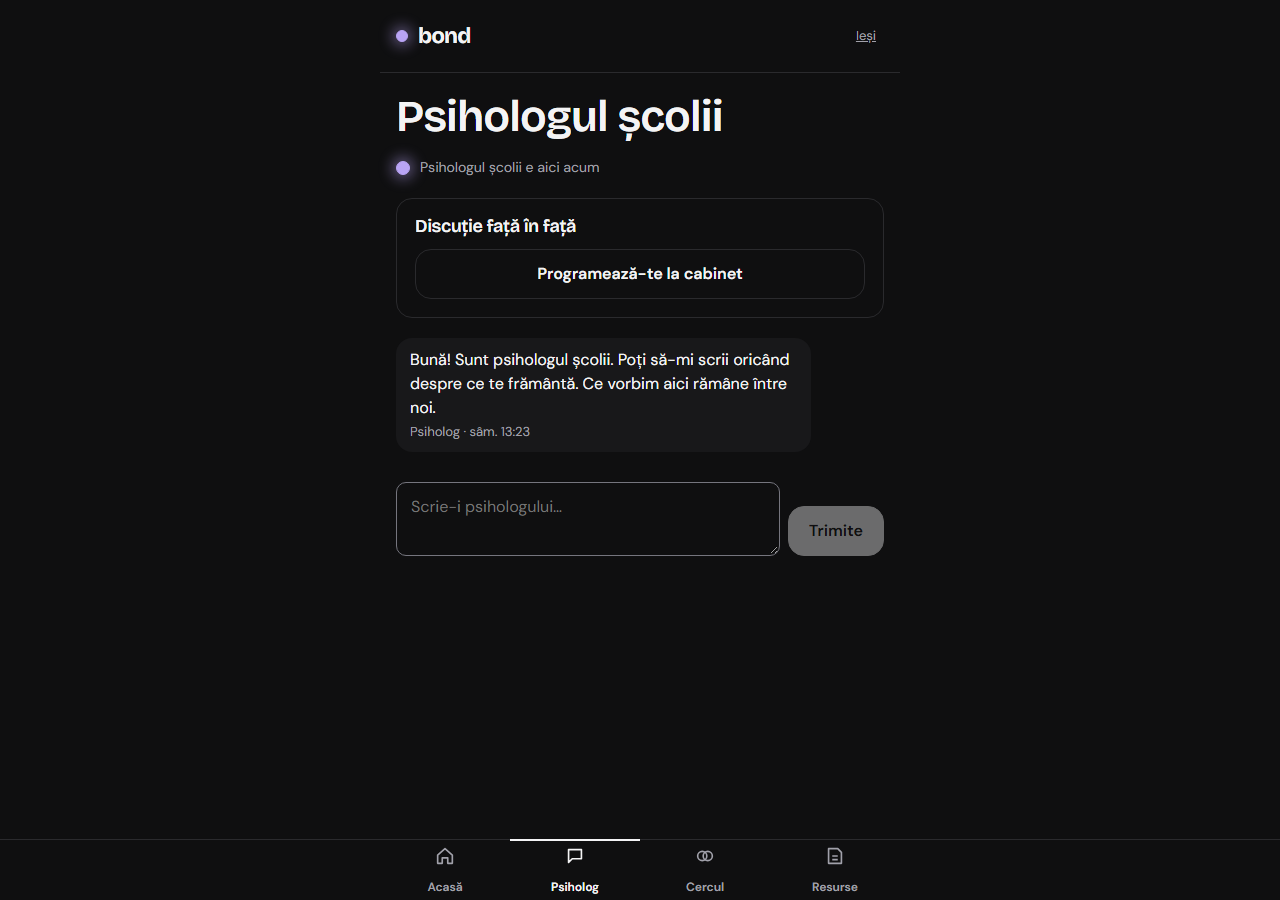 bond
Ieși
Psihologul școlii
Psihologul școlii e aici acum
Discuție față în față
Programează-te la cabinet
Bună! Sunt psihologul școlii. Poți să-mi scrii oricând
despre ce te frământă. Ce vorbim aici rămâne între
noi.
Psiholog · sâm. 13:23
Scrie-i psihologului…
Trimite
Acasă
Psiholog
Cercul
Resurse